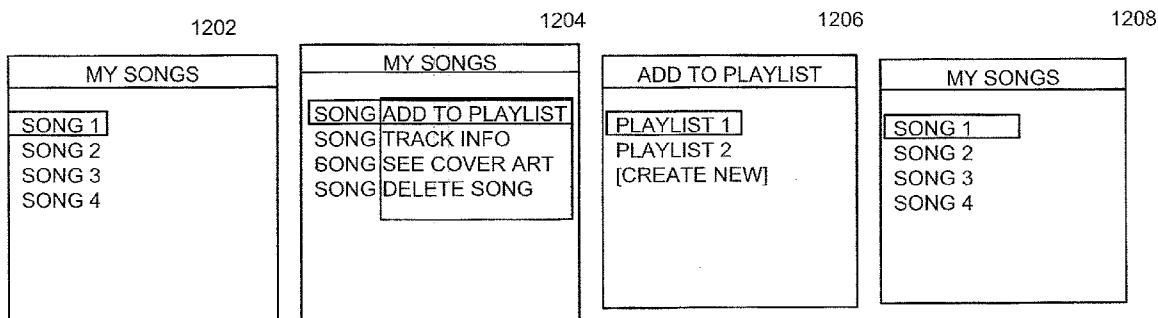 1202
MY SONGS
SONG 1
SONG 2
SONG 3
SONG 4
1204
MY SONGS
SONG ADD TO PLAYLIST
SONG TRACK INFO
SONG SEE COVER ART
SONG DELETE SONG
1206
ADD TO PLAYLIST
PLAYLIST 1
PLAYLIST 2
[CREATE NEW]
1208
MY SONGS
SONG 1
SONG 2
SONG 3
SONG 4